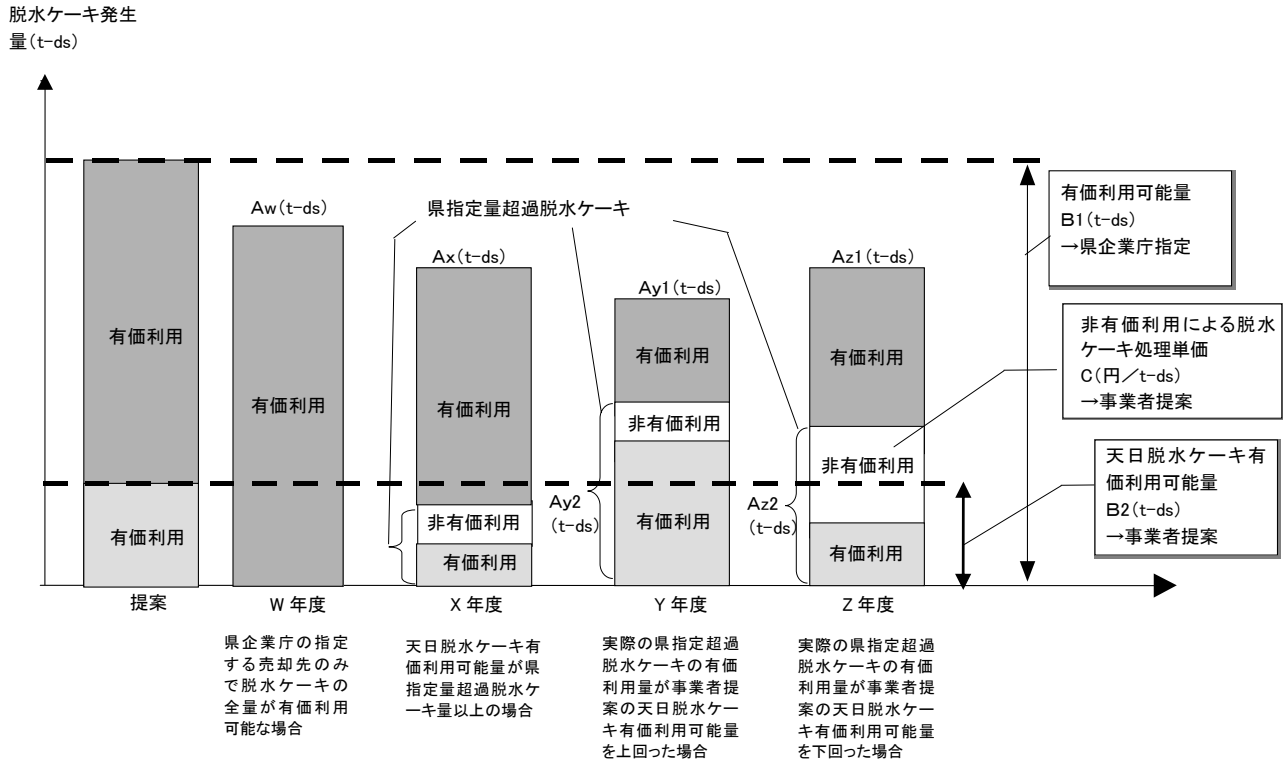 脱水ケーキ発生
量(t-ds)
Aw(t-ds)
県指定量超過脱水ケーキ
Ax(t-ds)
Ay1(t-ds)
Az1(t-ds)
有価利用可能量
B1(t-ds)
→県企業庁指定
有価利用
有価利用
有価利用
有価利用
有価利用
非有価利用による脱水
ケーキ処理単価
C(円／t-ds)
→事業者提案
非有価利用
非有価利用
天日脱水ケーキ有
価利用可能量
B2(t-ds)
→事業者提案
Ay2
(t-ds)
Az2
(t-ds)
有価利用
非有価利用
有価利用
有価利用
有価利用
提案
W 年度
X 年度
Y 年度
Z 年度
県企業庁の指定
する売却先のみ
で脱水ケーキの
全量が有価利用
可能な場合
天日脱水ケーキ有
価利用可能量が県
指定量超過脱水ケ
ーキ量以上の場合
実際の県指定超過
脱水ケーキの有価
利用量が事業者提
案の天日脱水ケー
キ有価利用可能量
を上回った場合
実際の県指定超過
脱水ケーキの有価
利用量が事業者提
案の天日脱水ケー
キ有価利用可能量
を下回った場合